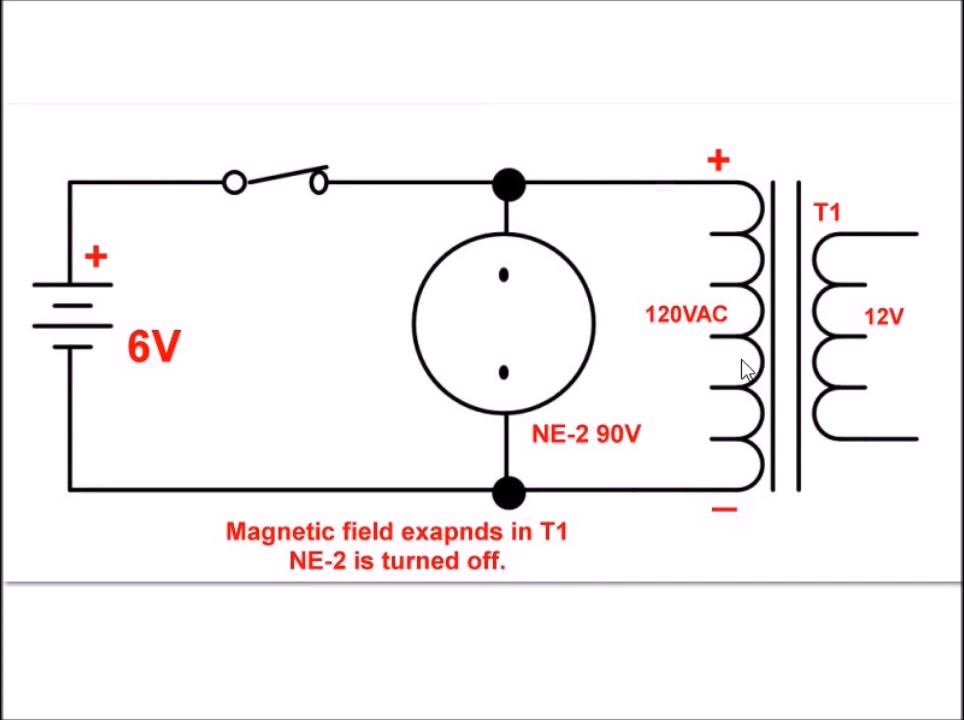 +
T1
+
120VAC
12V
6V
NE-2 90V
–
Magnetic field exapnds in T1
NE-2 is turned off.